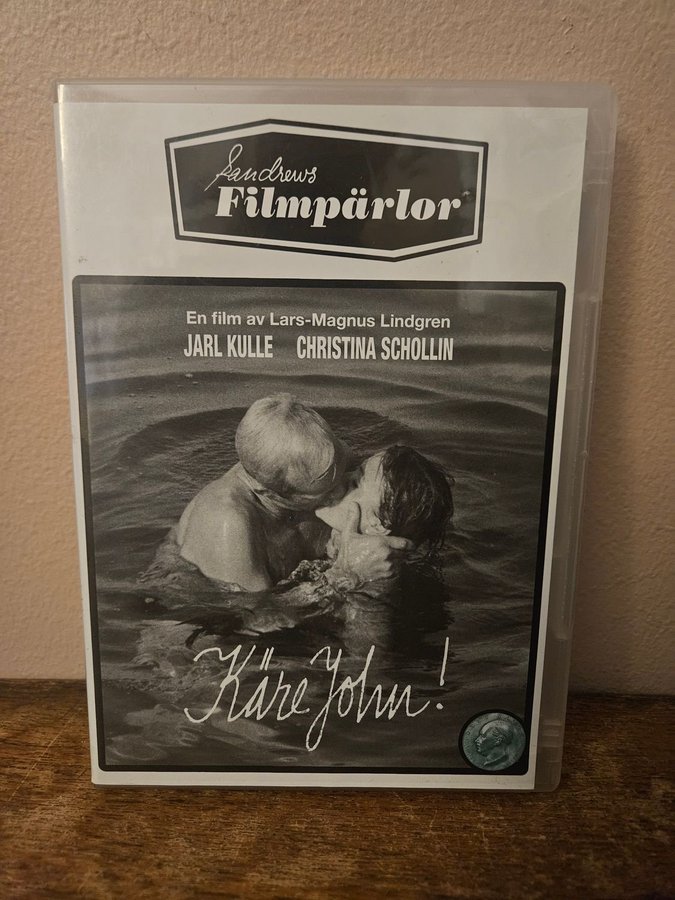 Sandrews
Filmpärlor
En film av Lars-Magnus Lindgren
JARL KULLE CHRISTINA SCHOLLIN
Käre John!